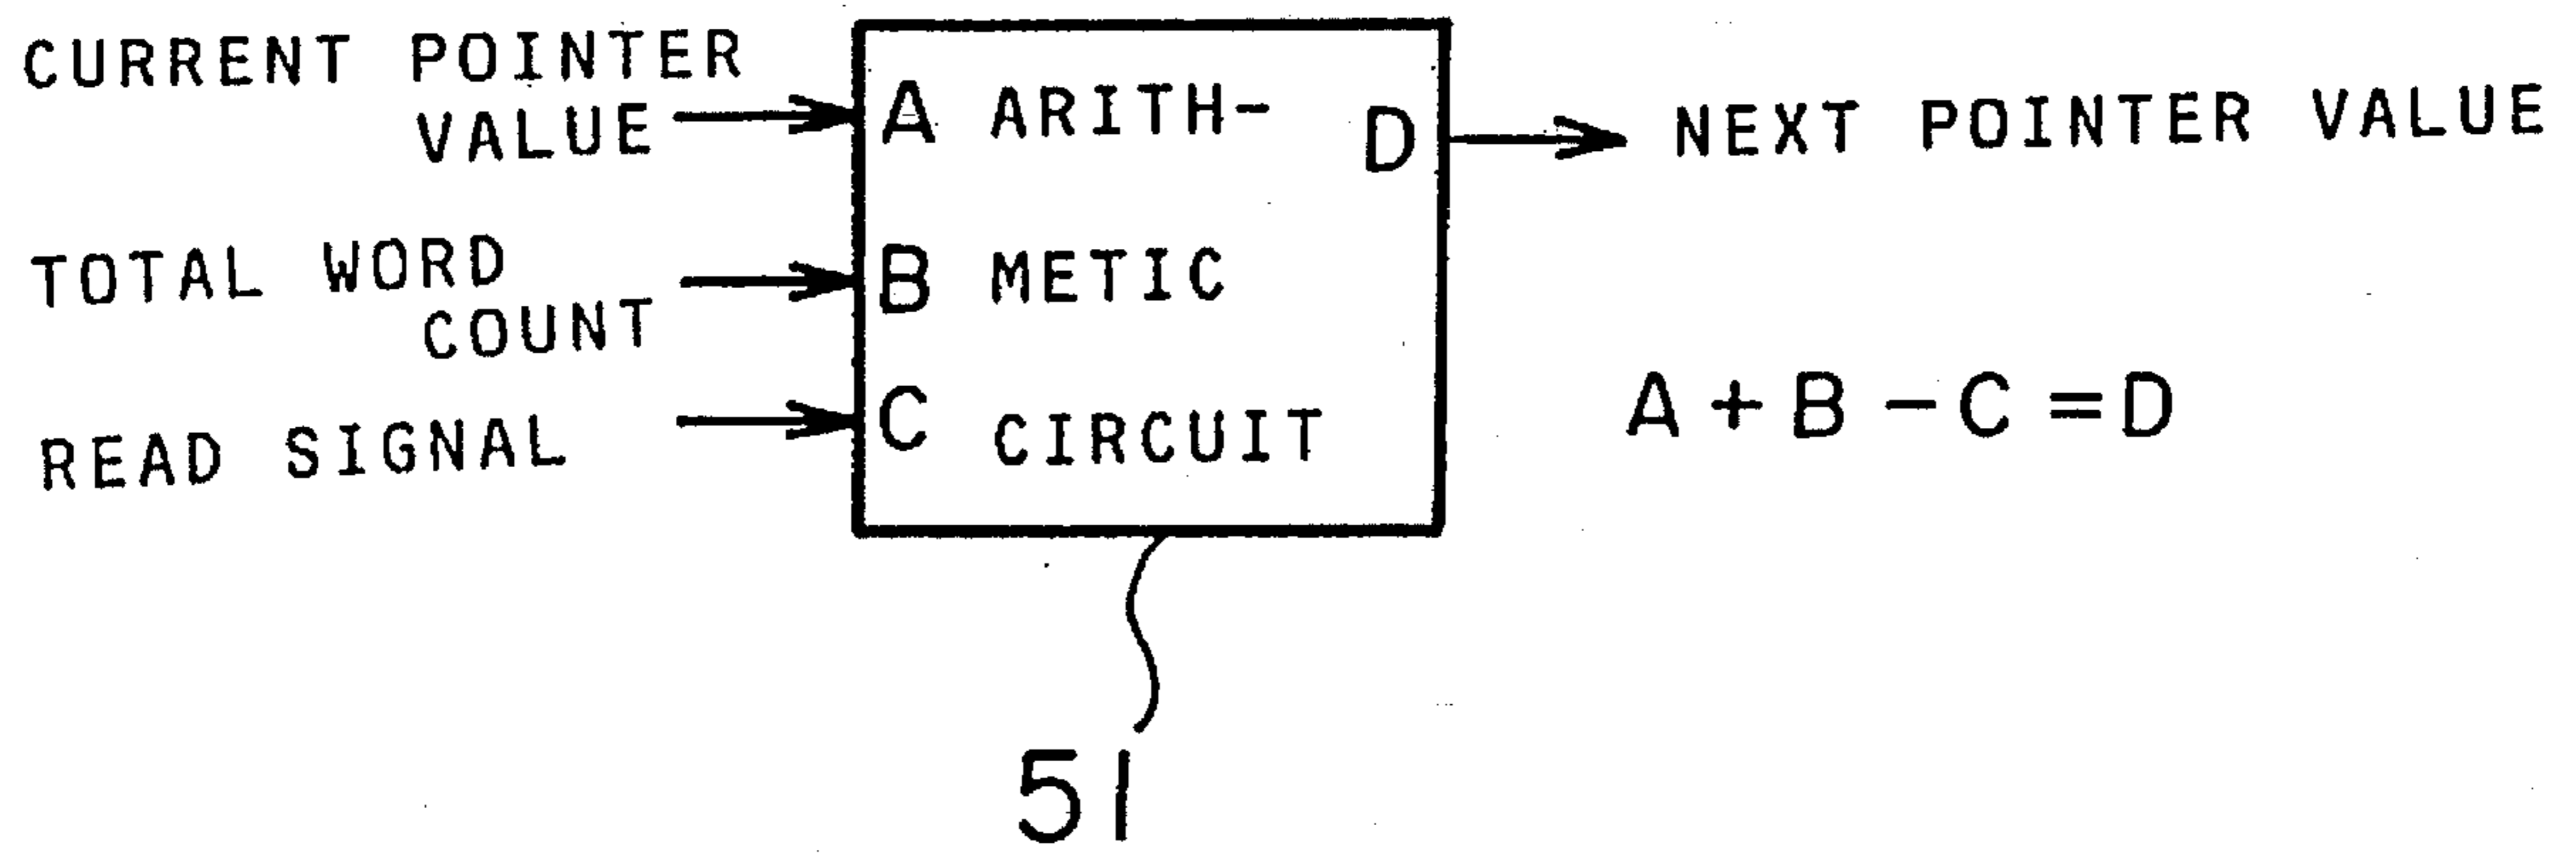 CURRENT POINTER
VALUE
TOTAL WORD
COUNT
READ SIGNAL
A ARITH-
B METIC
C CIRCUIT
D
NEXT POINTER VALUE
A + B - C = D
51